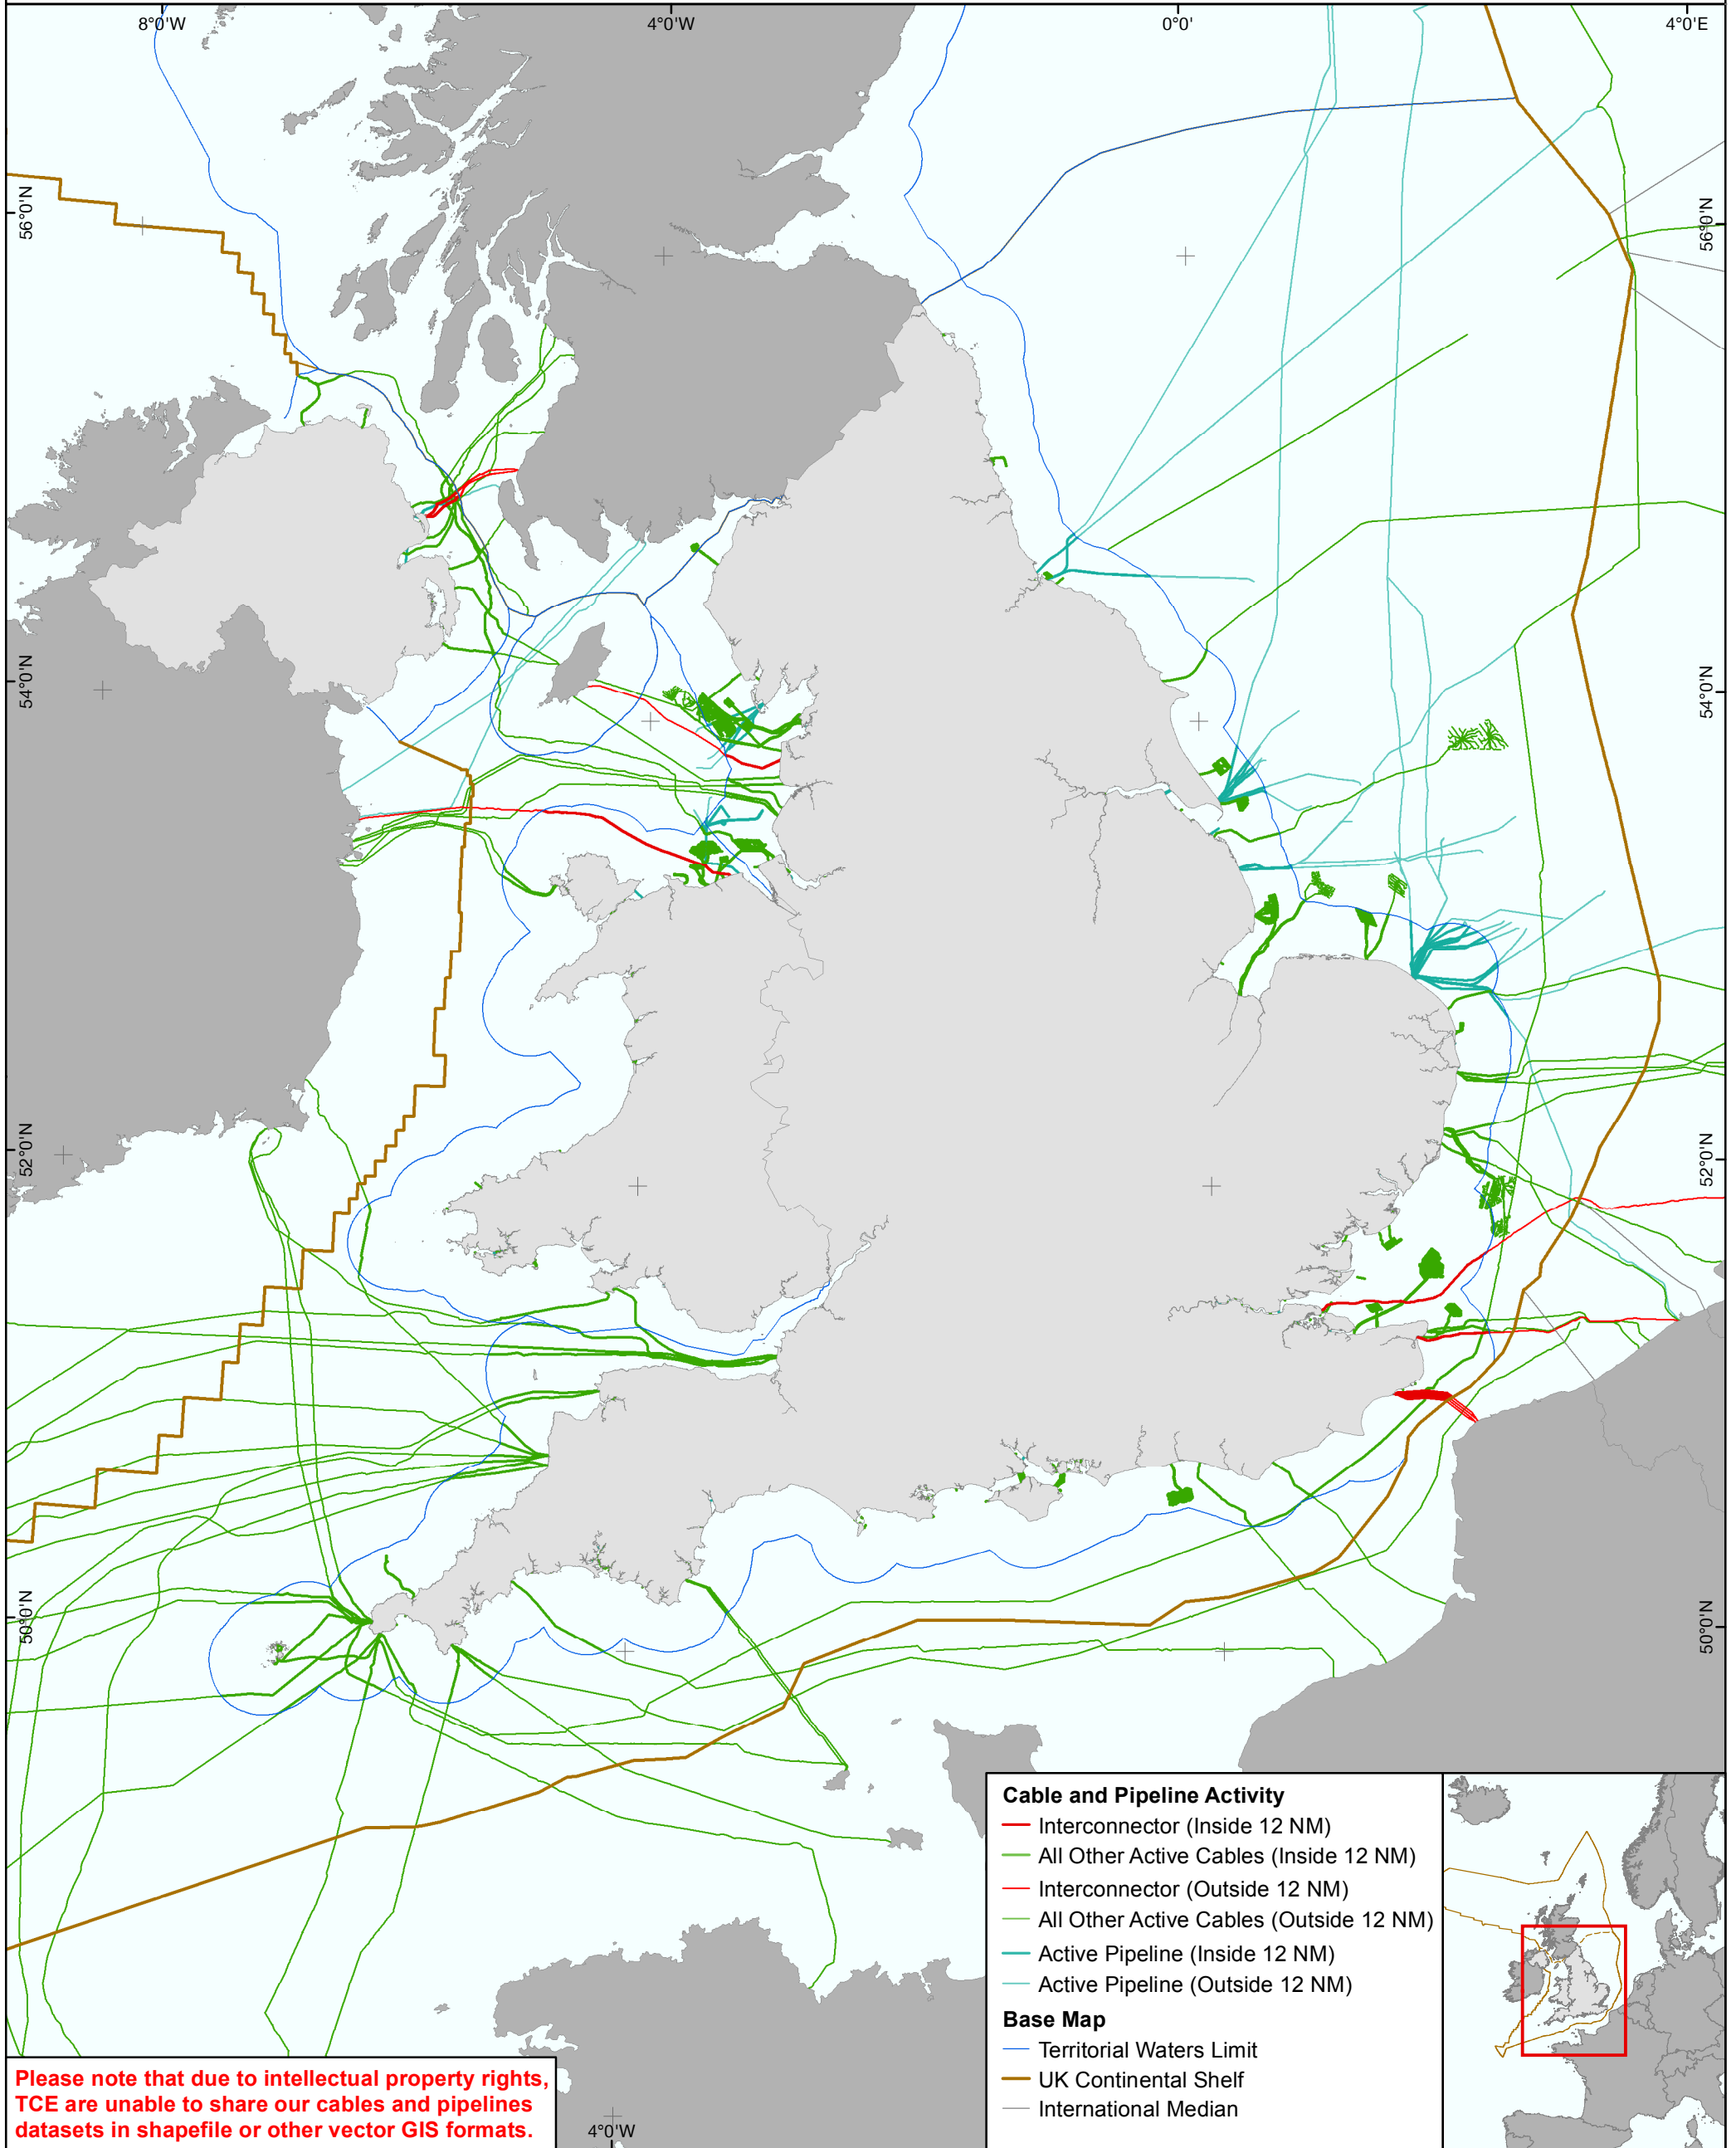 8°0'W
4°0'W
0°0'
4°0'E
56°0'N
56°0'N
54°0'N
54°0'N
52°0'N
52°0'N
50°0'N
50°0'N
Cable and Pipeline Activity
Interconnector (Inside 12 NM)
All Other Active Cables (Inside 12 NM)
Interconnector (Outside 12 NM)
All Other Active Cables (Outside 12 NM)
Active Pipeline (Inside 12 NM)
Active Pipeline (Outside 12 NM)
Base Map
Territorial Waters Limit
UK Continental Shelf
International Median
Please note that due to intellectual property rights,
TCE are unable to share our cables and pipelines
datasets in shapefile or other vector GIS formats.
4°0'W